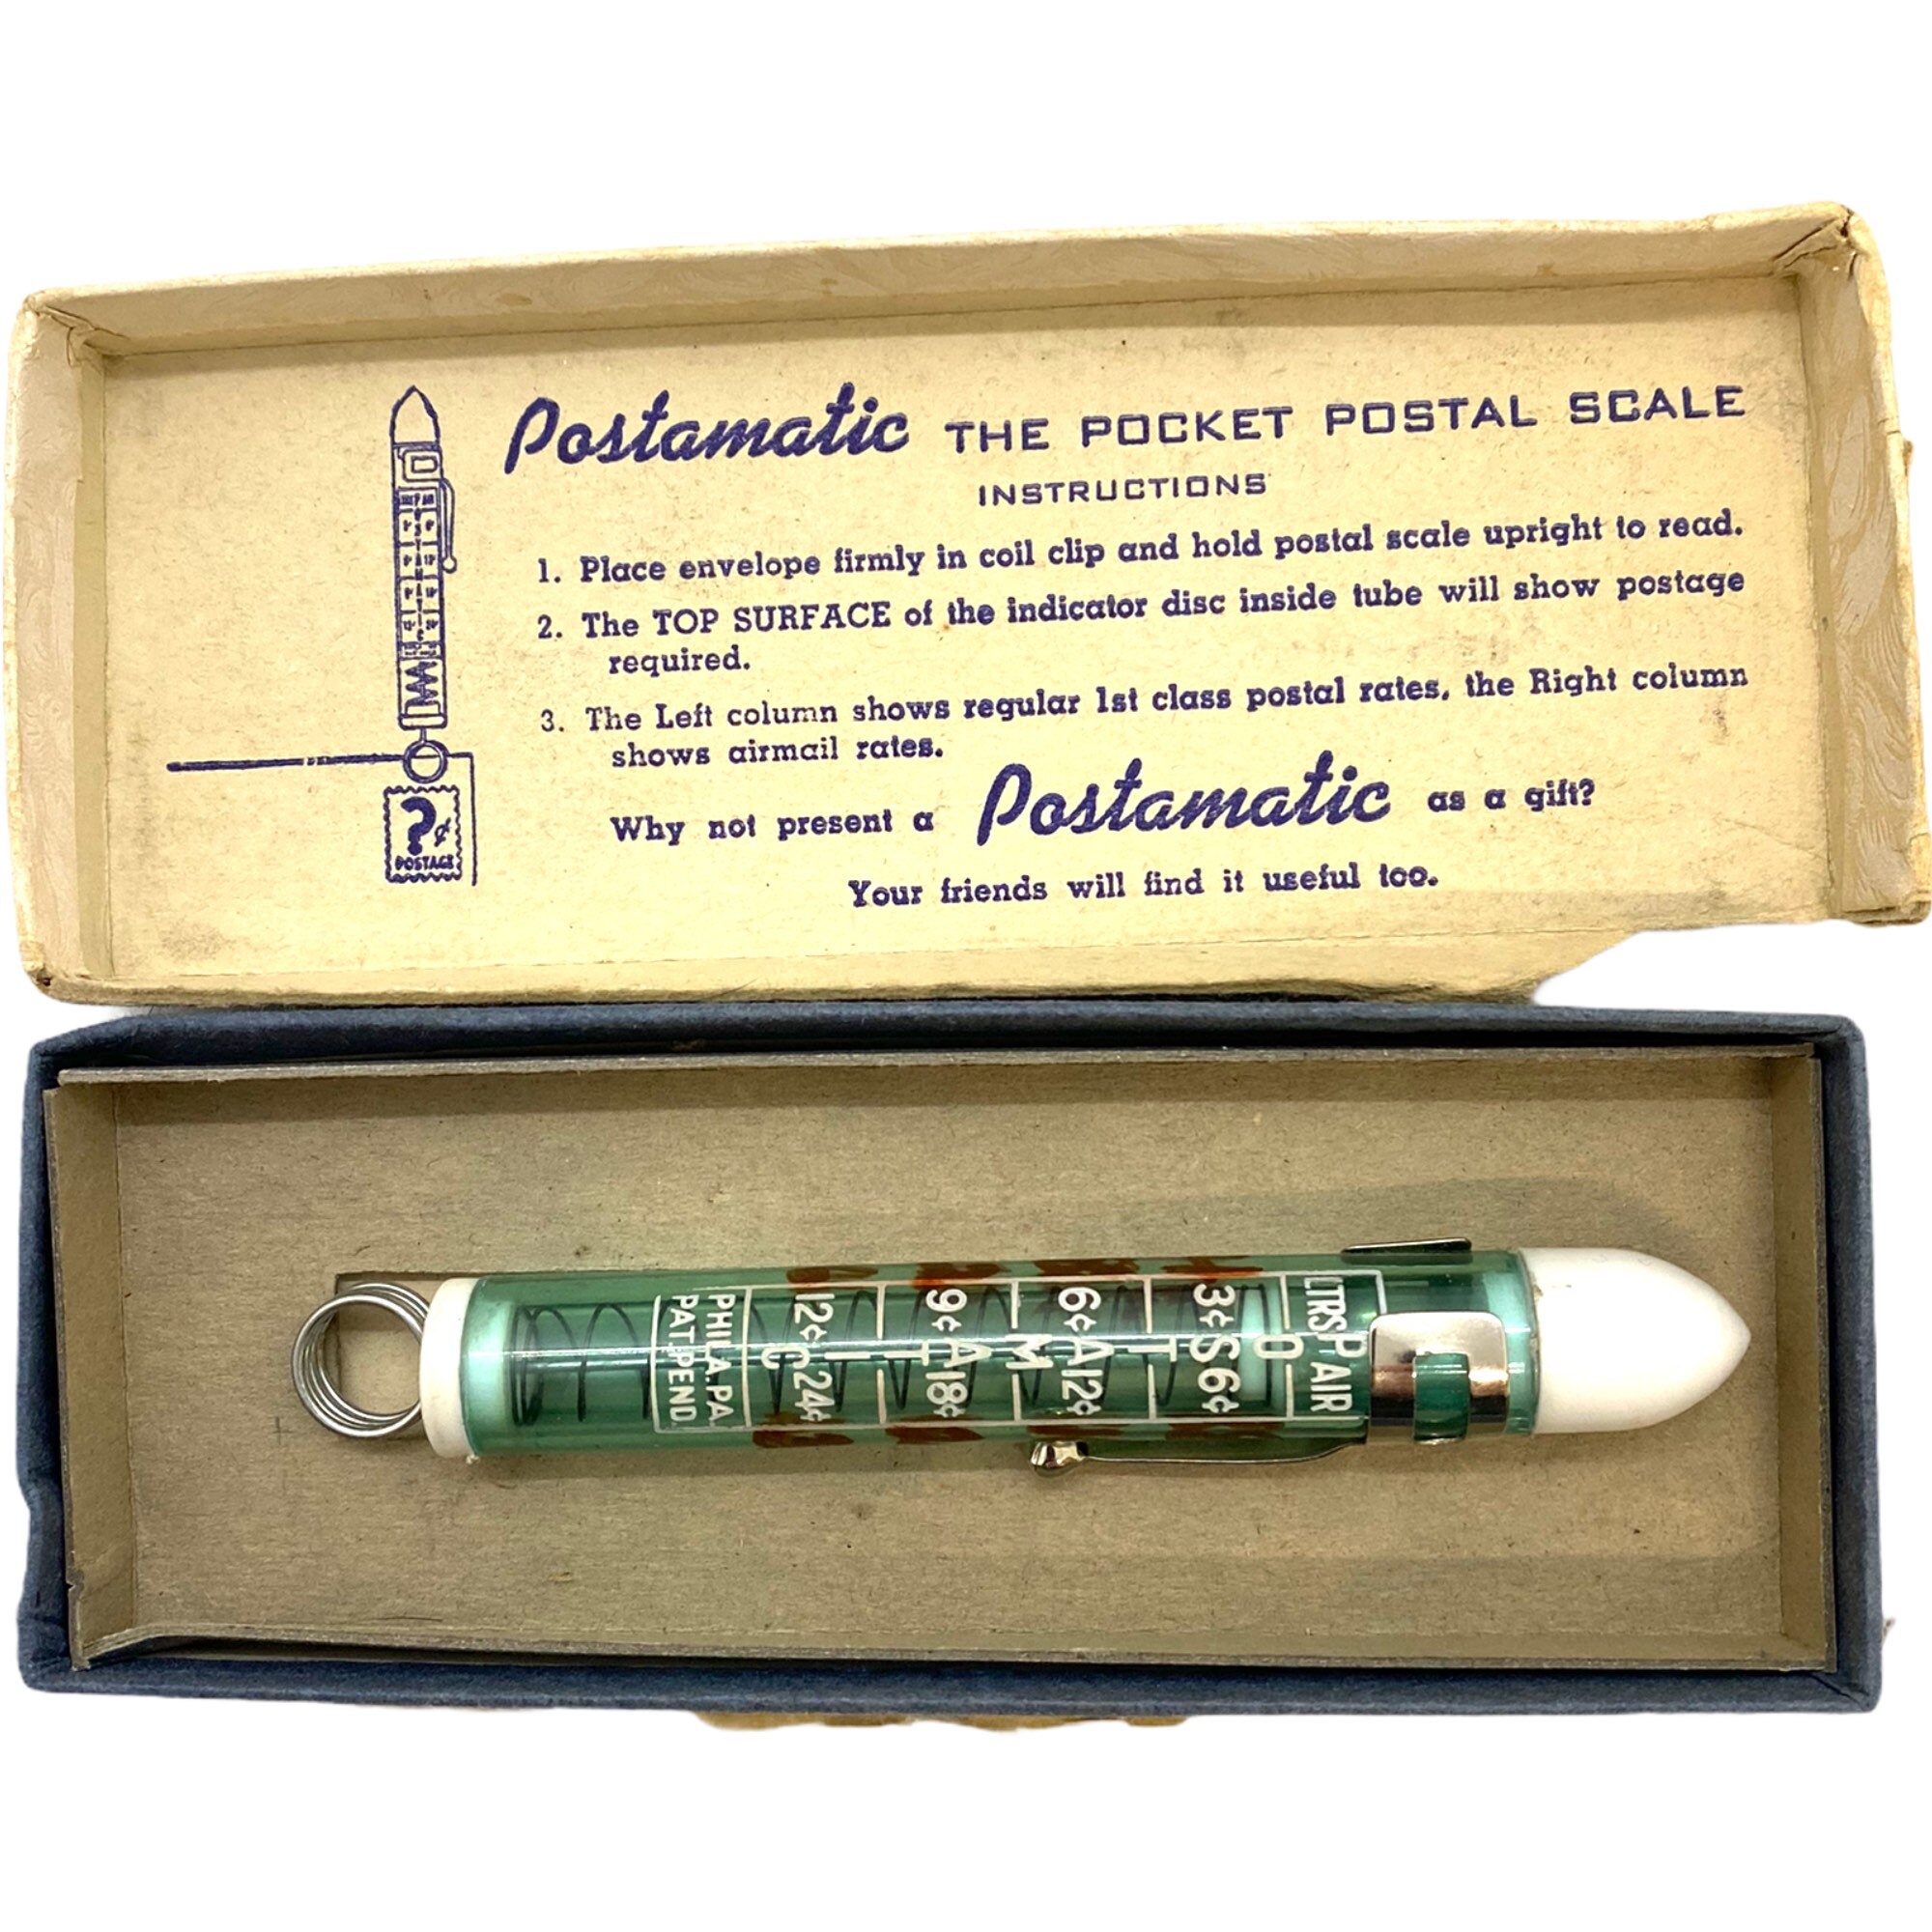 Postamatic THE POCKET POSTAL SCALE
INSTRUCTIONS
1. Place envelope firmly in coil clip and hold postal scale upright to read.
2. The TOP SURFACE of the indicator disc inside tube will show postage
required.
3. The Left column shows regular 1st class postal rates, the Right column
shows airmail rates.
Why not present a Postamatic as a gift?
Your friends will find it useful too.
?¢
POSTAGE
LTRS P AIR
O
3¢ S 6¢
T
6¢ A 12¢
M
9¢ A 18¢
T
I
12¢ C 24¢
PHILA. PA.
PAT. PEND.